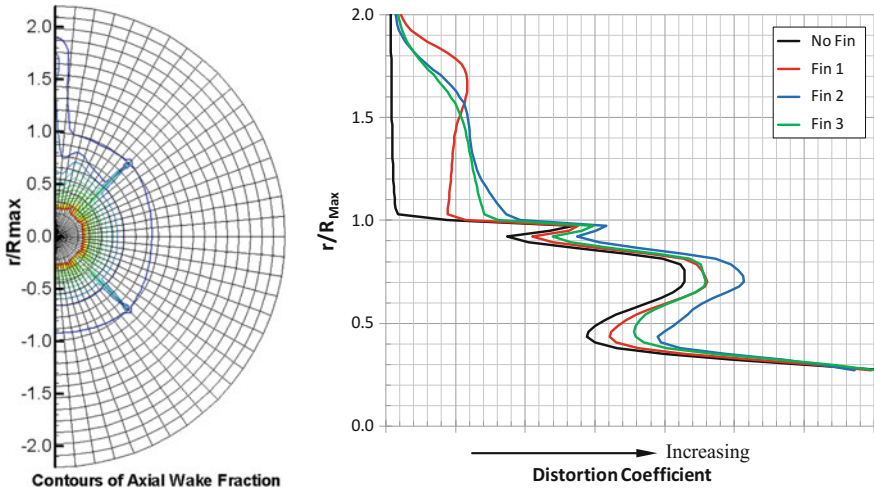 2.0
1.5
1.0
0.5
0.0
-0.5
-1.0
-1.5
-2.0
r/Rmax
Contours of Axial Wake Fraction
2.0
1.5
1.0
0.5
0.0
r/RMax
No Fin
Fin 1
Fin 2
Fin 3
Increasing
Distortion Coefficient